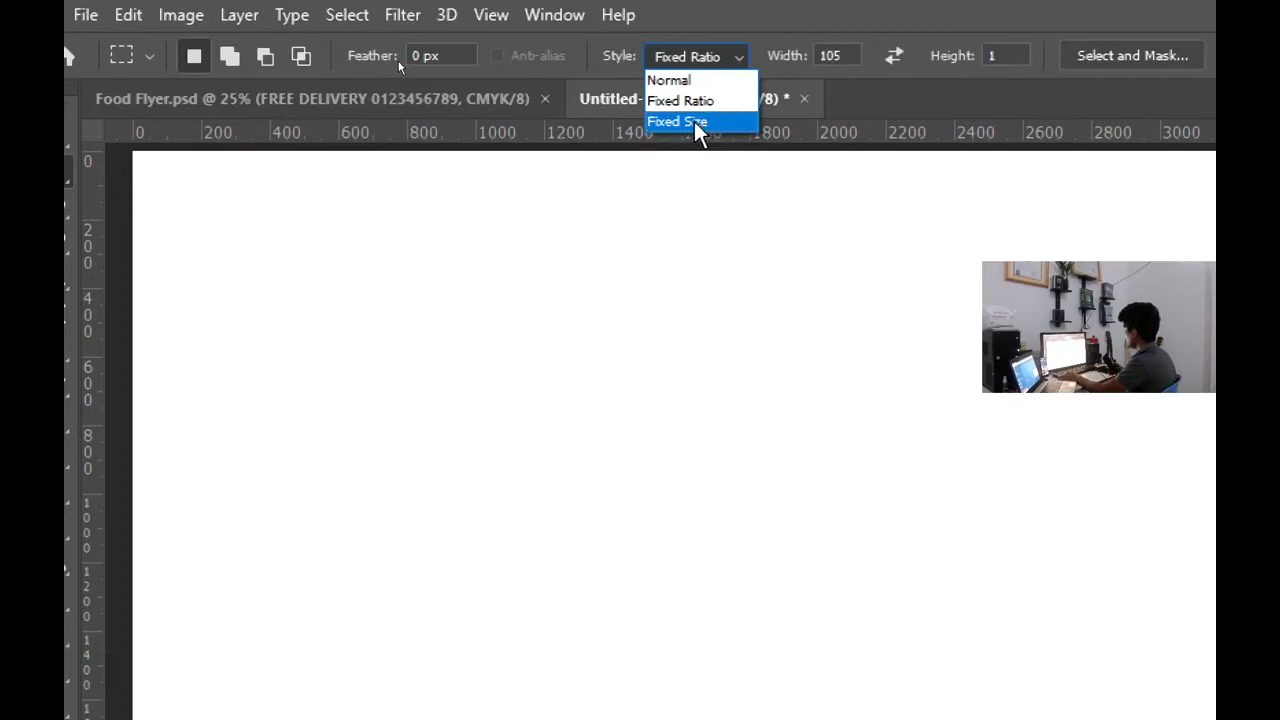 File Edit Image Layer Type Select Filter 3D View Window Help
Feather: 0 px Anti-alias Style: Fixed Ratio Width: 105 Height: 1 Select and Mask...
Normal
Fixed Ratio
Fixed Size
Food Flyer.psd @ 25% (FREE DELIVERY 0123456789, CMYK/8) × Untitled- /8) * ×
0 200 400 600 800 1000 1200 1400 1800 2000 2200 2400 2600 2800 3000
0
200
400
600
800
1000
1200
1400